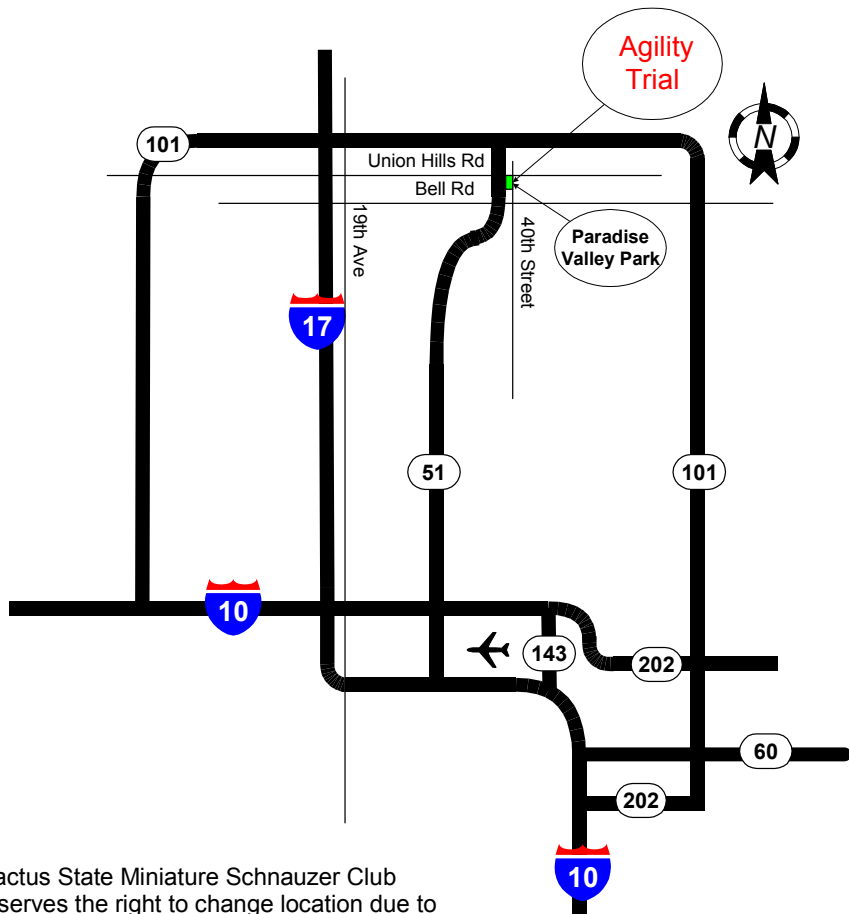 Agility
Trial
N
101
Union Hills Rd
Bell Rd
19th Ave
40th Street
Paradise
Valley Park
17
51
101
10
143
202
60
202
10
actus State Miniature Schnauzer Club
serves the right to change location due to